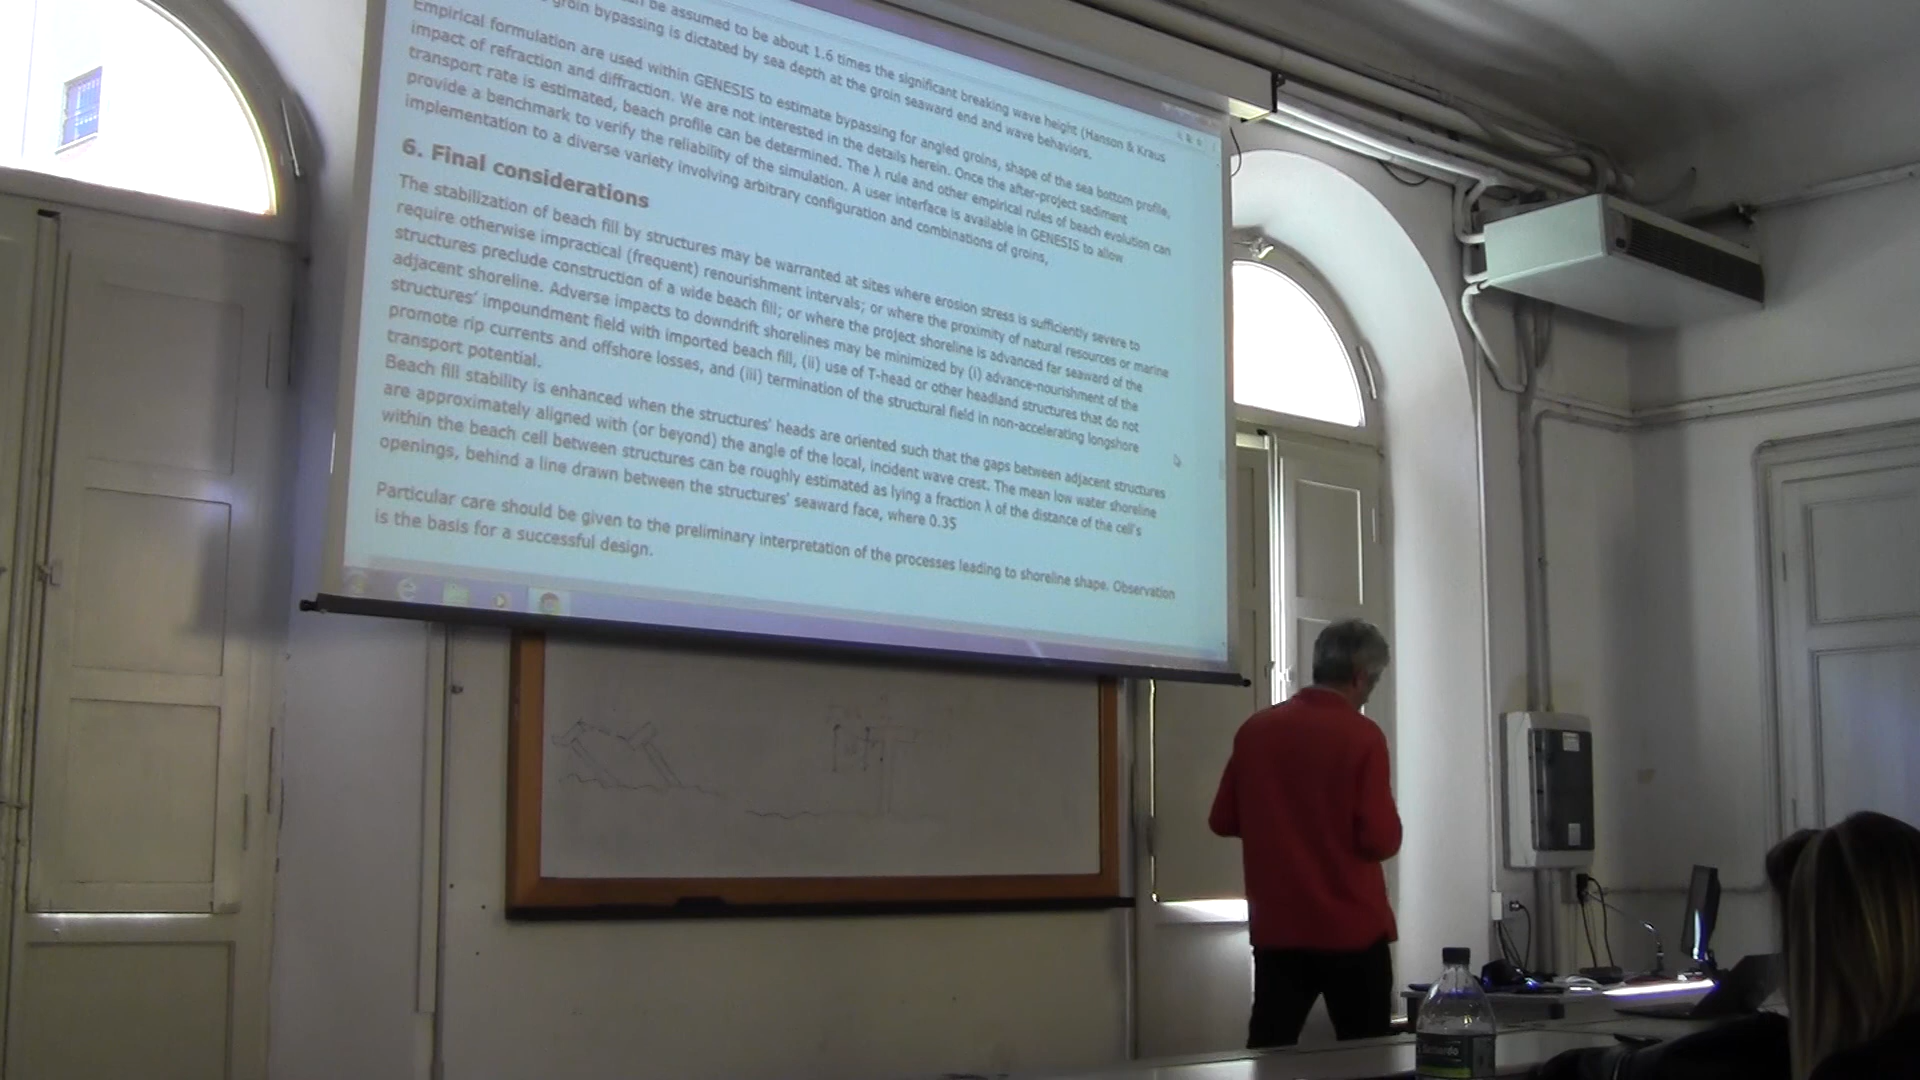 be assumed to be about 1.6 times the significant breaking wave height (Hanson & Kraus
groin bypassing is dictated by sea depth at the groin seaward end and wave behaviors.
Empirical formulation are used within GENESIS to estimate bypassing for angled groins, shape of the sea bottom profile,
impact of refraction and diffraction. We are not interested in the details herein. Once the after-project sediment
transport rate is estimated, beach profile can be determined. The λ rule and other empirical rules of beach evolution can
provide a benchmark to verify the reliability of the simulation. A user interface is available in GENESIS to allow
implementation to a diverse variety involving arbitrary configuration and combinations of groins,
6. Final considerations
The stabilization of beach fill by structures may be warranted at sites where erosion stress is sufficiently severe to
require otherwise impractical (frequent) renourishment intervals; or where the proximity of natural resources or marine
structures preclude construction of a wide beach fill; or where the project shoreline is advanced far seaward of the
adjacent shoreline. Adverse impacts to downdrift shorelines may be minimized by (i) advance-nourishment of the
structures' impoundment field with imported beach fill, (ii) use of T-head or other headland structures that do not
promote rip currents and offshore losses, and (iii) termination of the structural field in non-accelerating longshore
transport potential.
Beach fill stability is enhanced when the structures' heads are oriented such that the gaps between adjacent structures
are approximately aligned with (or beyond) the angle of the local, incident wave crest. The mean low water shoreline
within the beach cell between structures can be roughly estimated as lying a fraction λ of the distance of the cell's
openings, behind a line drawn between the structures' seaward face, where 0.35
Particular care should be given to the preliminary interpretation of the processes leading to shoreline shape. Observation
is the basis for a successful design.